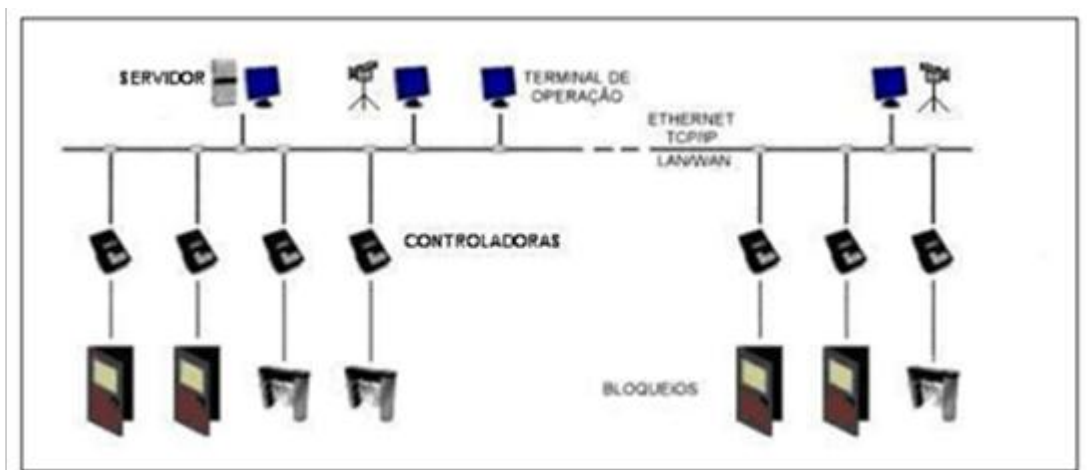 SERVIDOR
TERMINAL DE
OPERAÇÃO
ETHERNET
TCP/IP
LAN/WAN
CONTROLADORAS
BLOQUEIOS